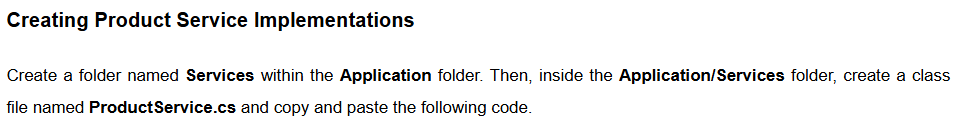 Creating Product Service Implementations
Create a folder named Services within the Application folder. Then, inside the Application/Services folder, create a class
file named ProductService.cs and copy and paste the following code.